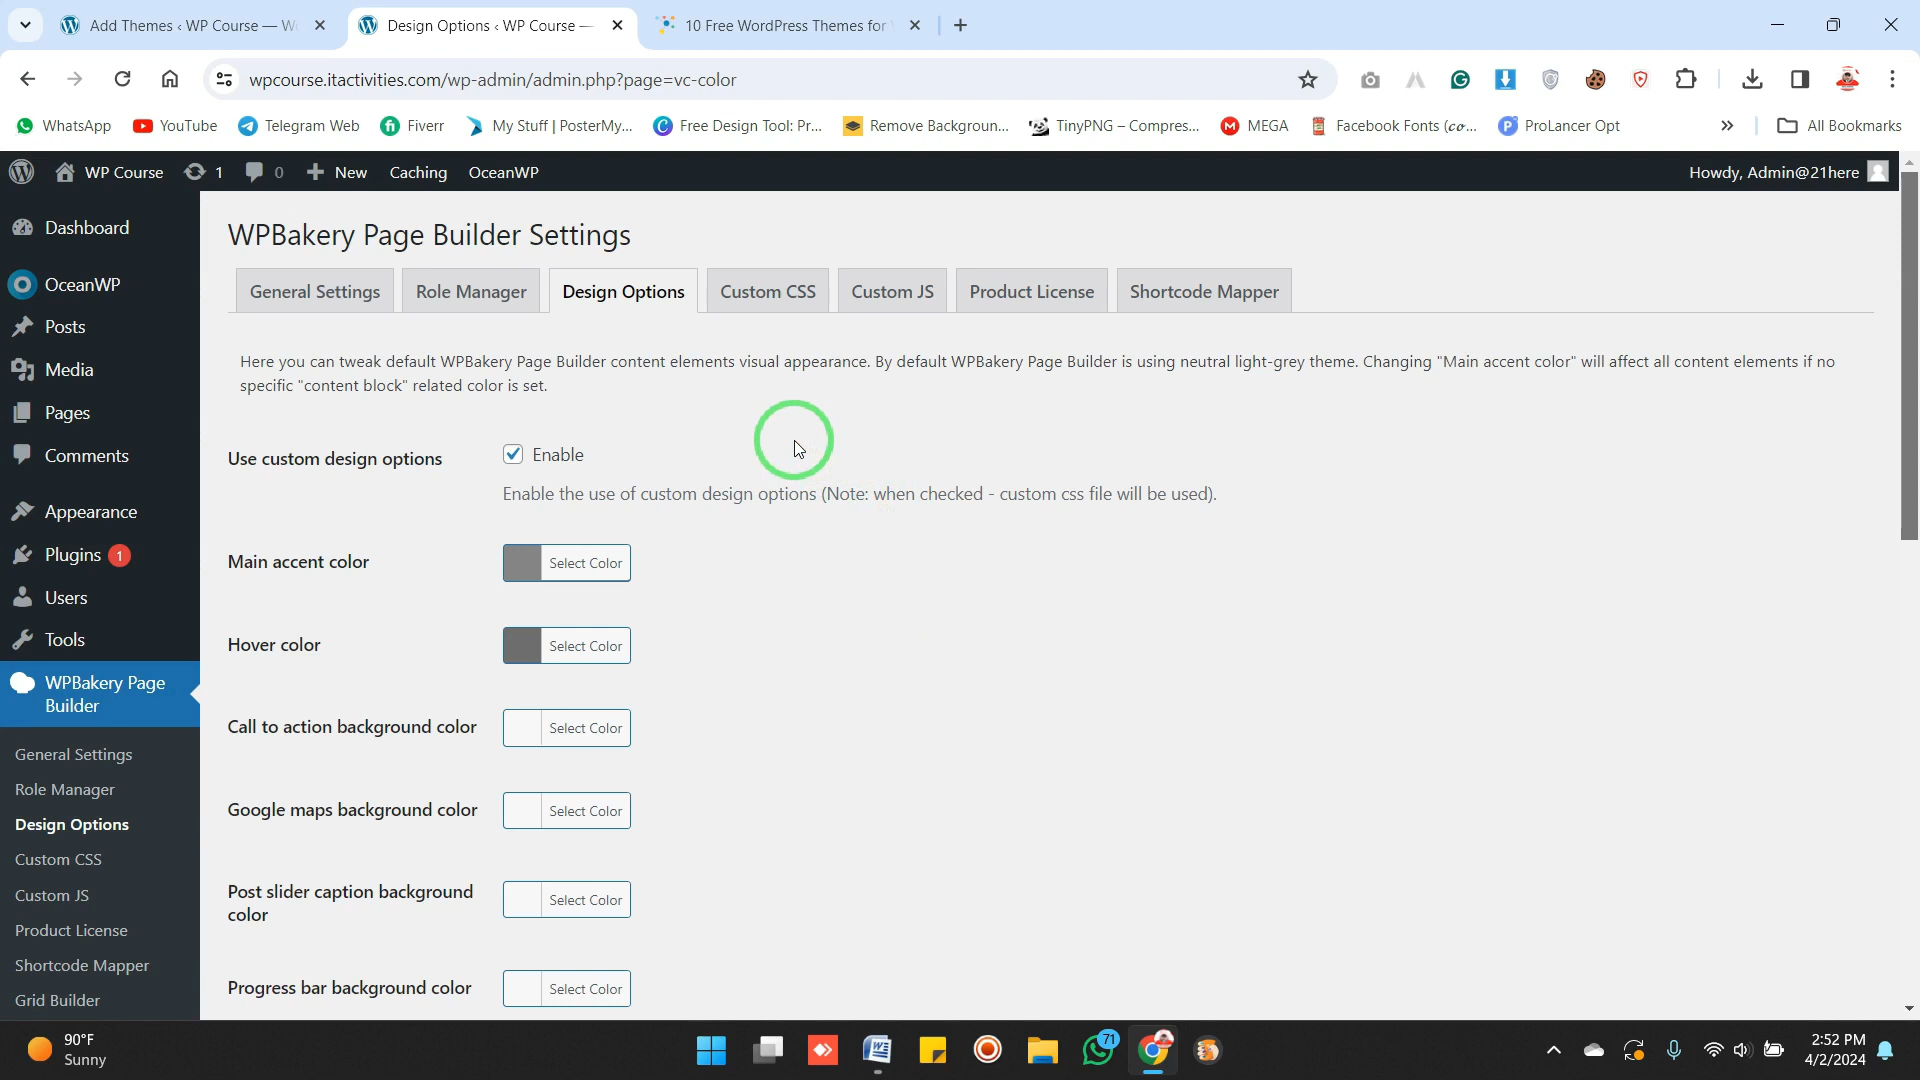 Add Themes ‹ WP Course — W
Design Options ‹ WP Course —
10 Free WordPress Themes for
wpcourse.itactivities.com/wp-admin/admin.php?page=vc-color
WhatsApp
YouTube
Telegram Web
Fiverr
My Stuff | PosterMy...
Free Design Tool: Pr...
Remove Backgroun...
TinyPNG – Compres...
MEGA
Facebook Fonts (𝒄𝒐...
ProLancer Opt
»
All Bookmarks
WP Course
1
0
New
Caching
OceanWP
Howdy, Admin@21here
Dashboard
OceanWP
Posts
Media
Pages
Comments
Appearance
Plugins 1
Users
Tools
WPBakery Page
Builder
General Settings
Role Manager
Design Options
Custom CSS
Custom JS
Product License
Shortcode Mapper
Grid Builder
WPBakery Page Builder Settings
General Settings
Role Manager
Design Options
Custom CSS
Custom JS
Product License
Shortcode Mapper
Here you can tweak default WPBakery Page Builder content elements visual appearance. By default WPBakery Page Builder is using neutral light-grey theme. Changing "Main accent color" will affect all content elements if no
specific "content block" related color is set.
Use custom design options
Enable
Enable the use of custom design options (Note: when checked - custom css file will be used).
Main accent color
Select Color
Hover color
Select Color
Call to action background color
Select Color
Google maps background color
Select Color
Post slider caption background
color
Select Color
Progress bar background color
Select Color
90°F
Sunny
71
2:52 PM
4/2/2024